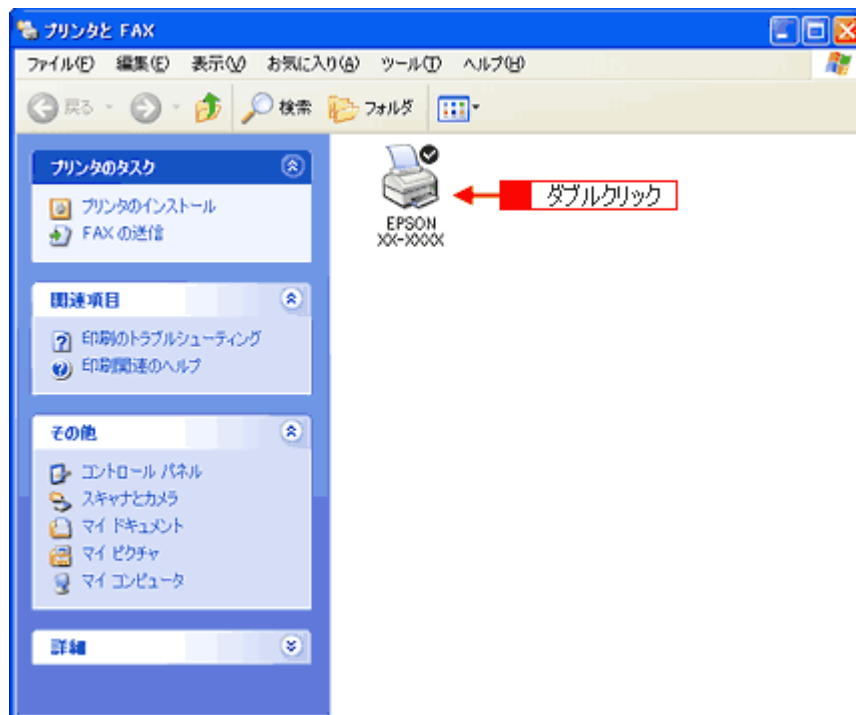 プリンタと FAX
ファイル(F) 編集(E) 表示(V) お気に入り(A) ツール(T) ヘルプ(H)
戻る 検索 フォルダ
プリンタのタスク
プリンタのインストール
FAX の送信
関連項目
印刷のトラブルシューティング
印刷関連のヘルプ
その他
コントロール パネル
スキャナとカメラ
マイ ドキュメント
マイ ピクチャ
マイ コンピュータ
詳細
EPSON
XX-XXXX
ダブルクリック